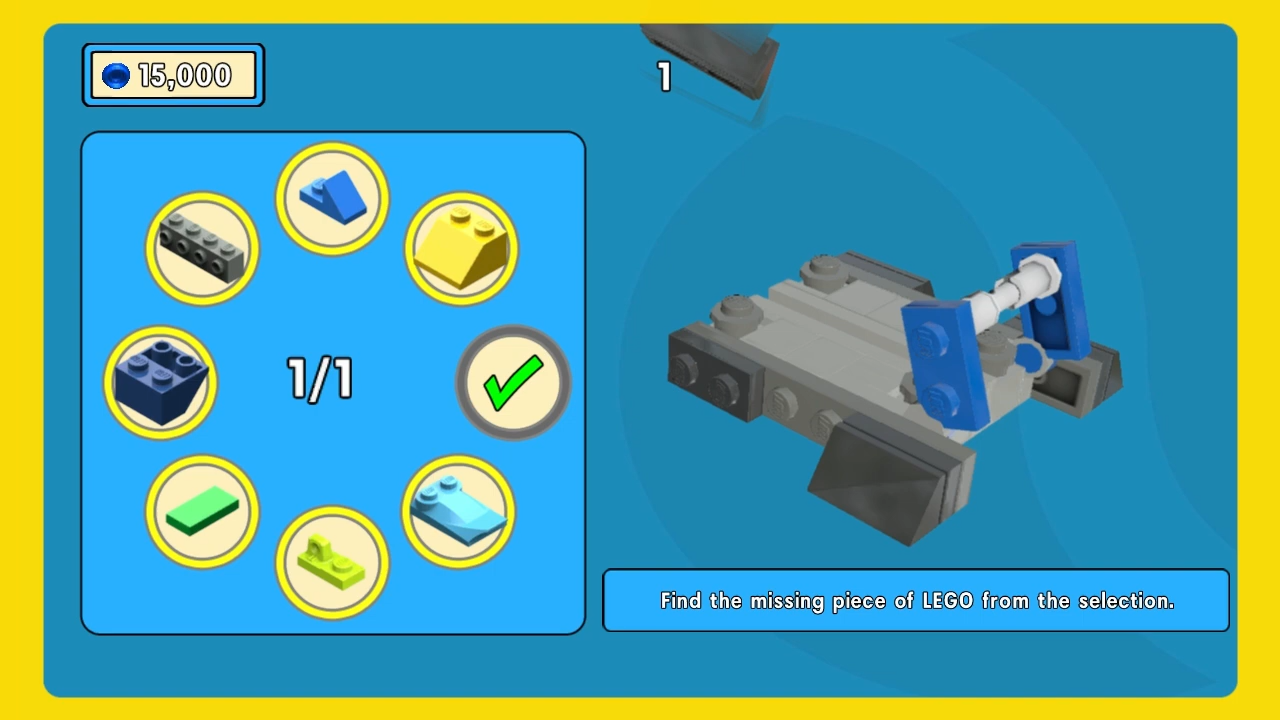 15,000
1
1/1
Find the missing piece of LEGO from the selection.